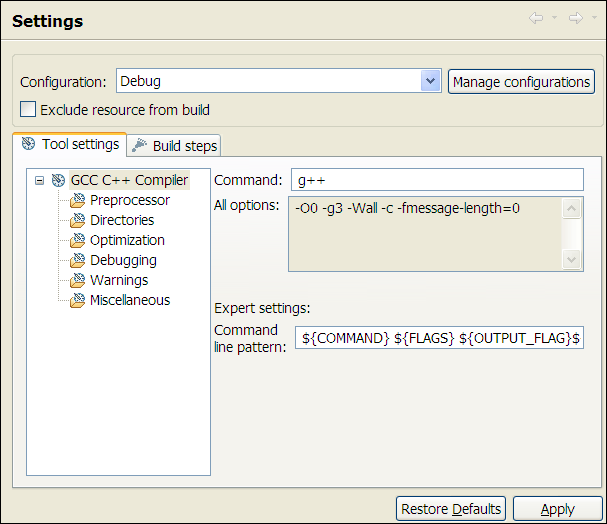 Settings
Configuration: Debug Manage configurations
Exclude resource from build
Tool settings Build steps
GCC C++ Compiler
Preprocessor
Directories
Optimization
Debugging
Warnings
Miscellaneous
Command: g++
All options: -O0 -g3 -Wall -c -fmessage-length=0
Expert settings:
Command
line pattern: ${COMMAND} ${FLAGS} ${OUTPUT_FLAG}$
Restore Defaults Apply